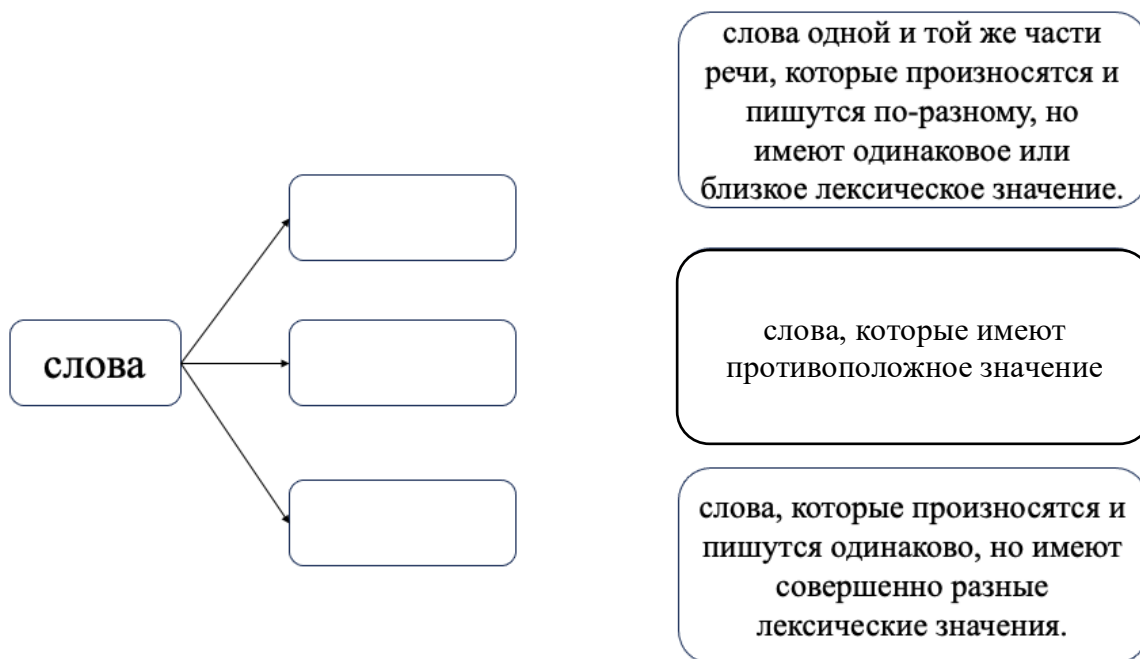 слова
слова одной и той же части
речи, которые произносятся и
пишутся по-разному, но
имеют одинаковое или
близкое лексическое значение.
слова, которые имеют
противоположное значение
слова, которые произносятся и
пишутся одинаково, но имеют
совершенно разные
лексические значения.